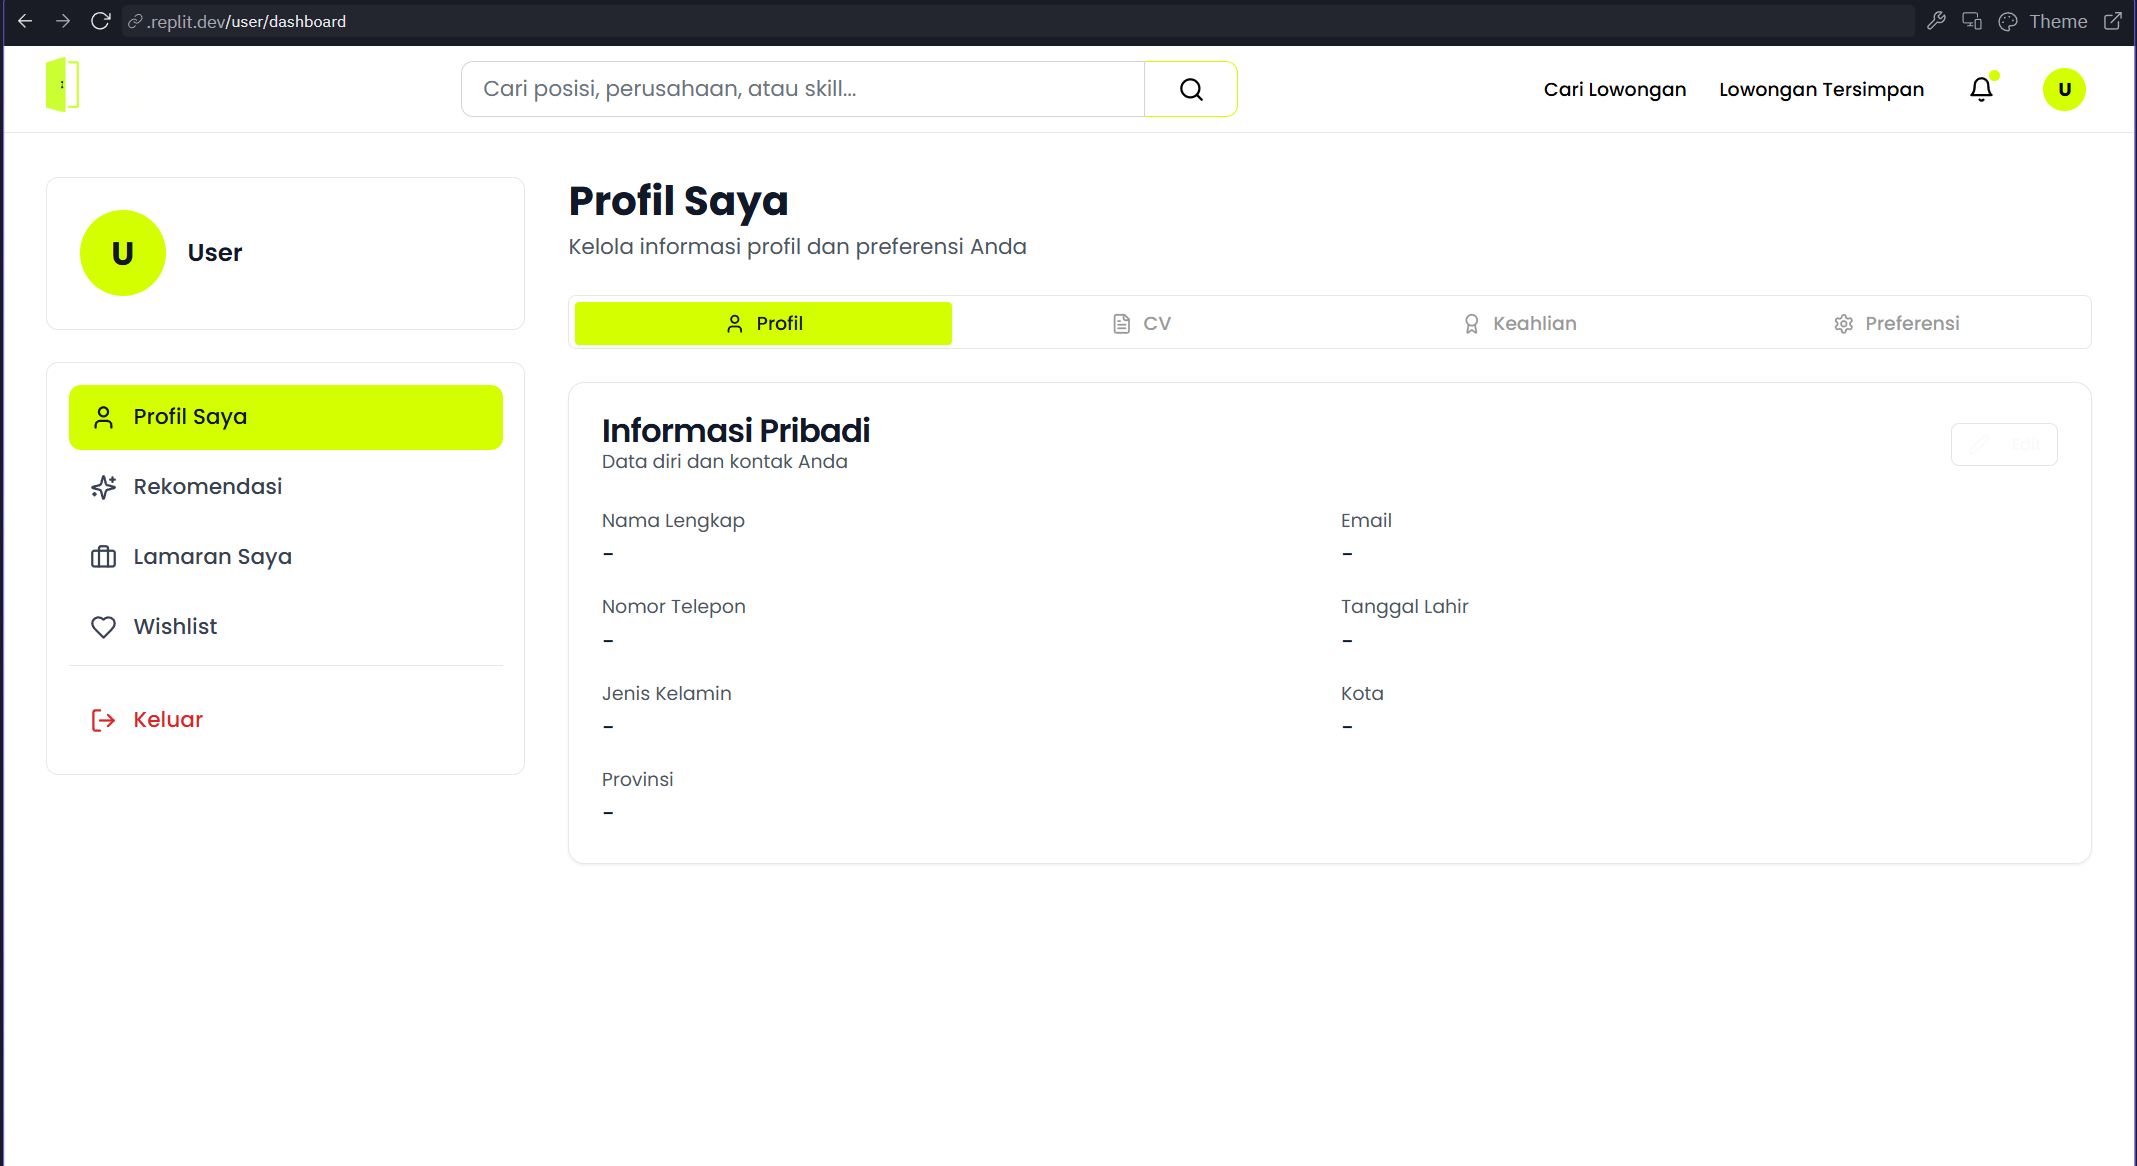 .replit.dev/user/dashboard
Theme
Cari posisi, perusahaan, atau skill...
Cari Lowongan
Lowongan Tersimpan
U
U
User
Profil Saya
Rekomendasi
Lamaran Saya
Wishlist
Keluar
Profil Saya
Kelola informasi profil dan preferensi Anda
Profil
CV
Keahlian
Preferensi
Informasi Pribadi
Data diri dan kontak Anda
Edit
Nama Lengkap
-
Email
-
Nomor Telepon
-
Tanggal Lahir
-
Jenis Kelamin
-
Kota
-
Provinsi
-